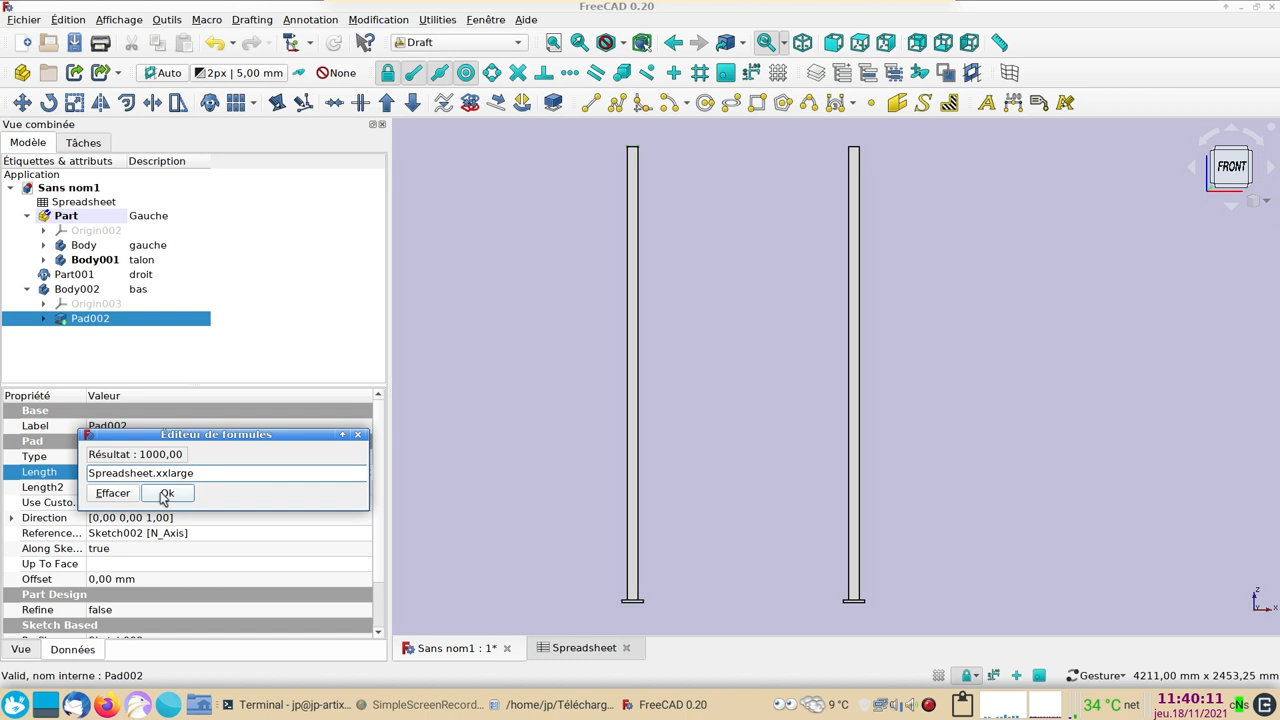 FreeCAD 0.20
Fichier Édition Affichage Outils Macro Drafting Annotation Modification Utilities Fenêtre Aide
Draft
Auto 2px | 5,00 mm None
Vue combinée
Modèle Tâches
Étiquettes & attributs Description
Application
Sans nom1
Spreadsheet
Part Gauche
Origin002
Body gauche
Body001 talon
Part001 droit
Body002 bas
Origin003
Pad002
FRONT
Propriété Valeur
Base
Label Pad002
Pad
Type
Length
Length2
Use Custo...
Éditeur de formules
Résultat : 1000,00
Spreadsheet.xxlarge
Effacer Ok
Direction [0,00 0,00 1,00]
Reference... Sketch002 [N_Axis]
Along Ske... true
Up To Face
Offset 0,00 mm
Part Design
Refine false
Sketch Based
Vue Données
Sans nom1 : 1* Spreadsheet
z
x
Valid, nom interne : Pad002
Gesture 4211,00 mm x 2453,25 mm
Terminal - jp@jp-artix... SimpleScreenRecord... /home/jp/Télécharg... FreeCAD 0.20
9 °C
34 °C net
11:40:11
jeu.18/11/2021
cNs